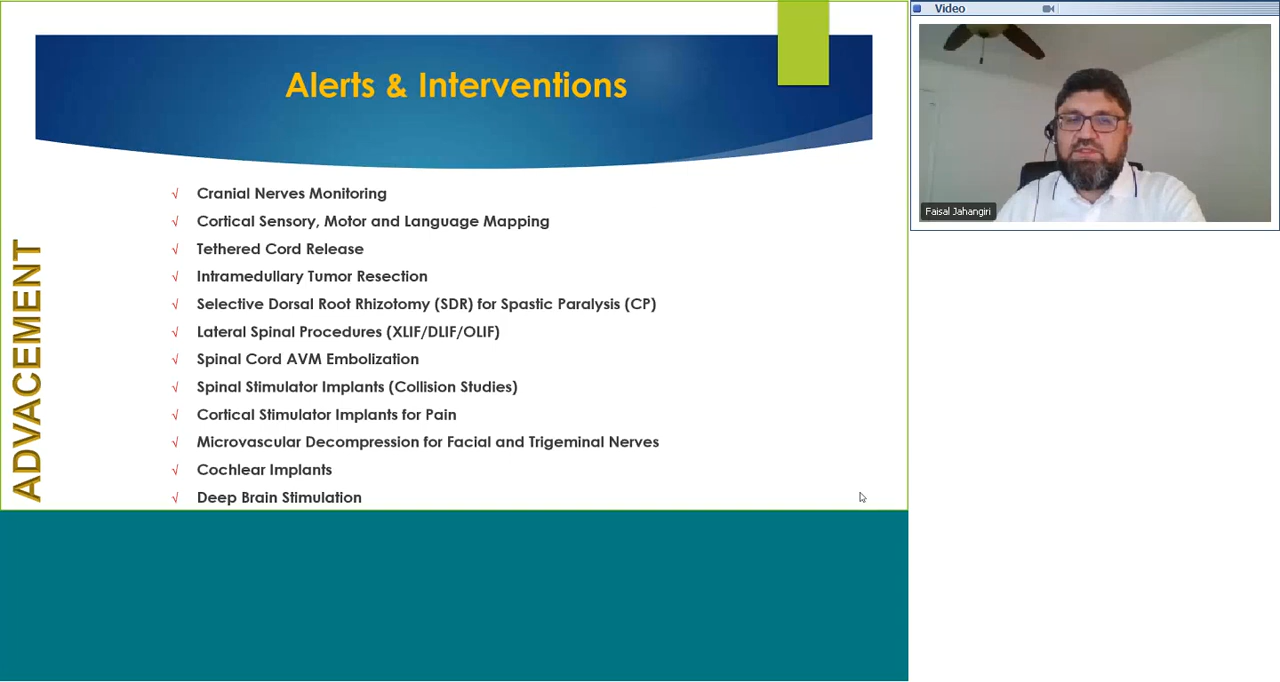 Alerts & Interventions
ADVACEMENT
√ Cranial Nerves Monitoring
√ Cortical Sensory, Motor and Language Mapping
√ Tethered Cord Release
√ Intramedullary Tumor Resection
√ Selective Dorsal Root Rhizotomy (SDR) for Spastic Paralysis (CP)
√ Lateral Spinal Procedures (XLIF/DLIF/OLIF)
√ Spinal Cord AVM Embolization
√ Spinal Stimulator Implants (Collision Studies)
√ Cortical Stimulator Implants for Pain
√ Microvascular Decompression for Facial and Trigeminal Nerves
√ Cochlear Implants
√ Deep Brain Stimulation
Video
Faisal Jahangiri